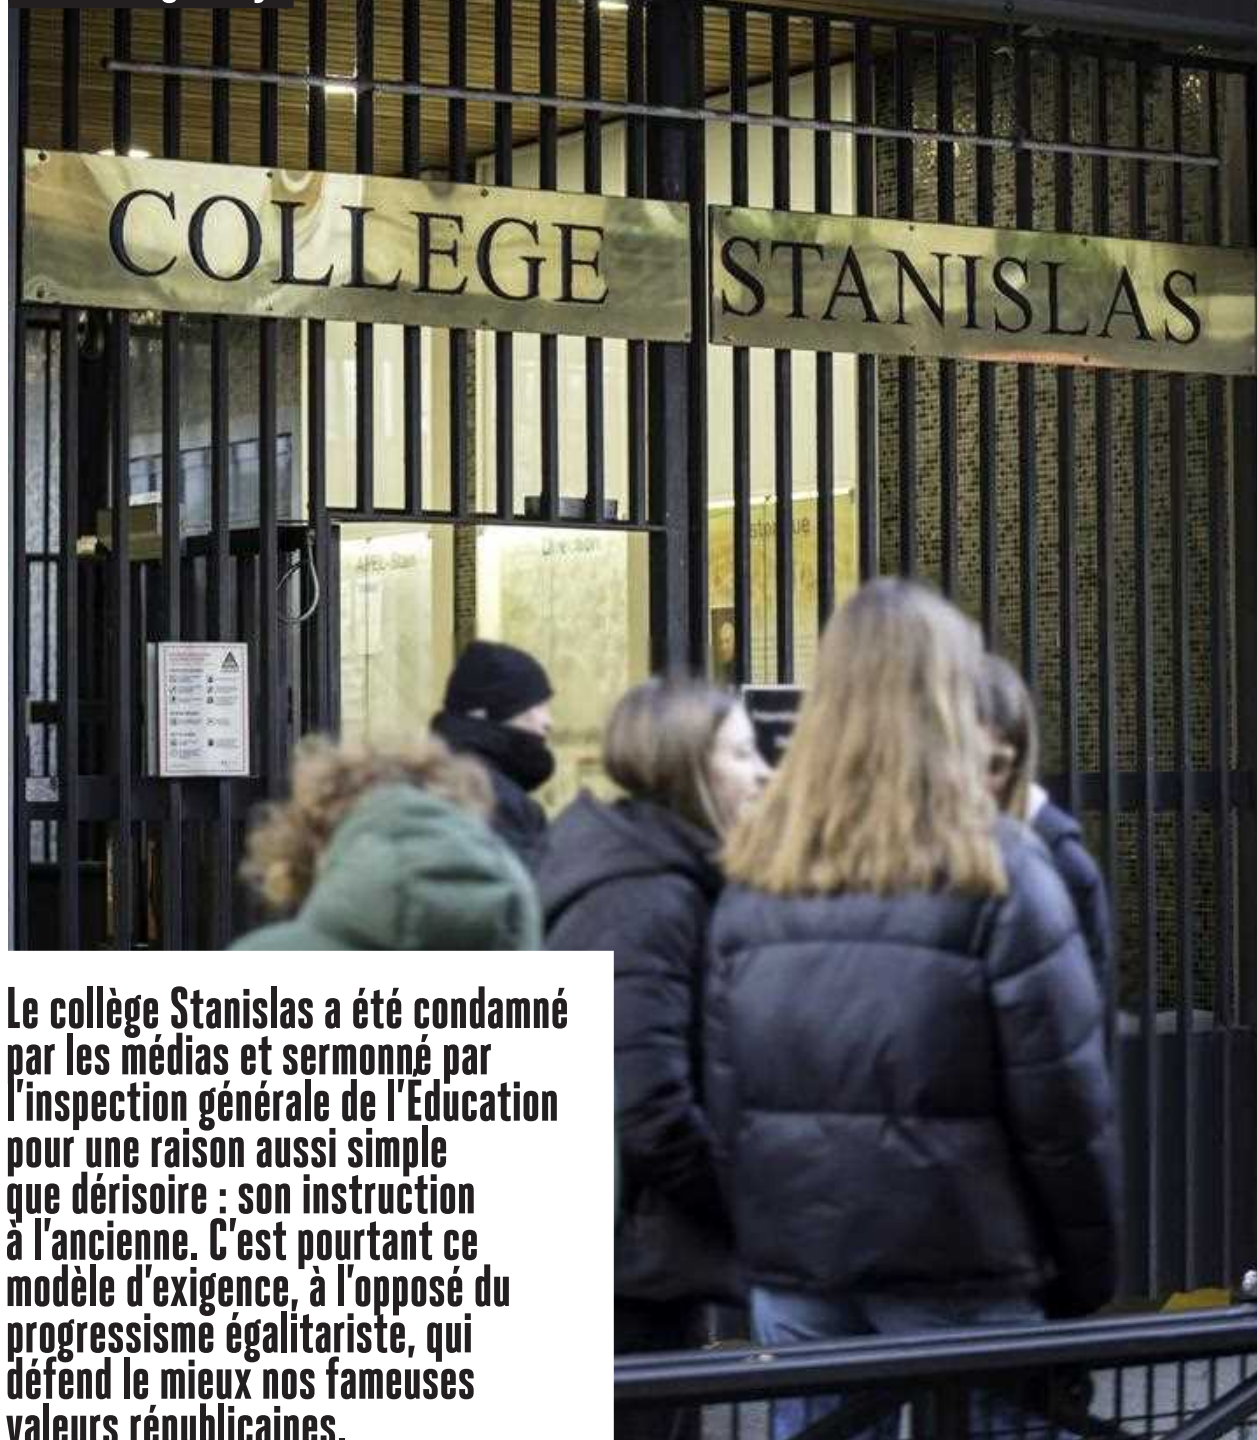 COLLEGE STANISLAS
Direction
Le collège Stanislas a été condamné
par les médias et sermonné par
l'inspection générale de l'Éducation
pour une raison aussi simple
que dérisoire : son instruction
à l'ancienne. C'est pourtant ce
modèle d'exigence, à l'opposé du
progressisme égalitariste, qui
défend le mieux nos fameuses
valeurs républicaines.